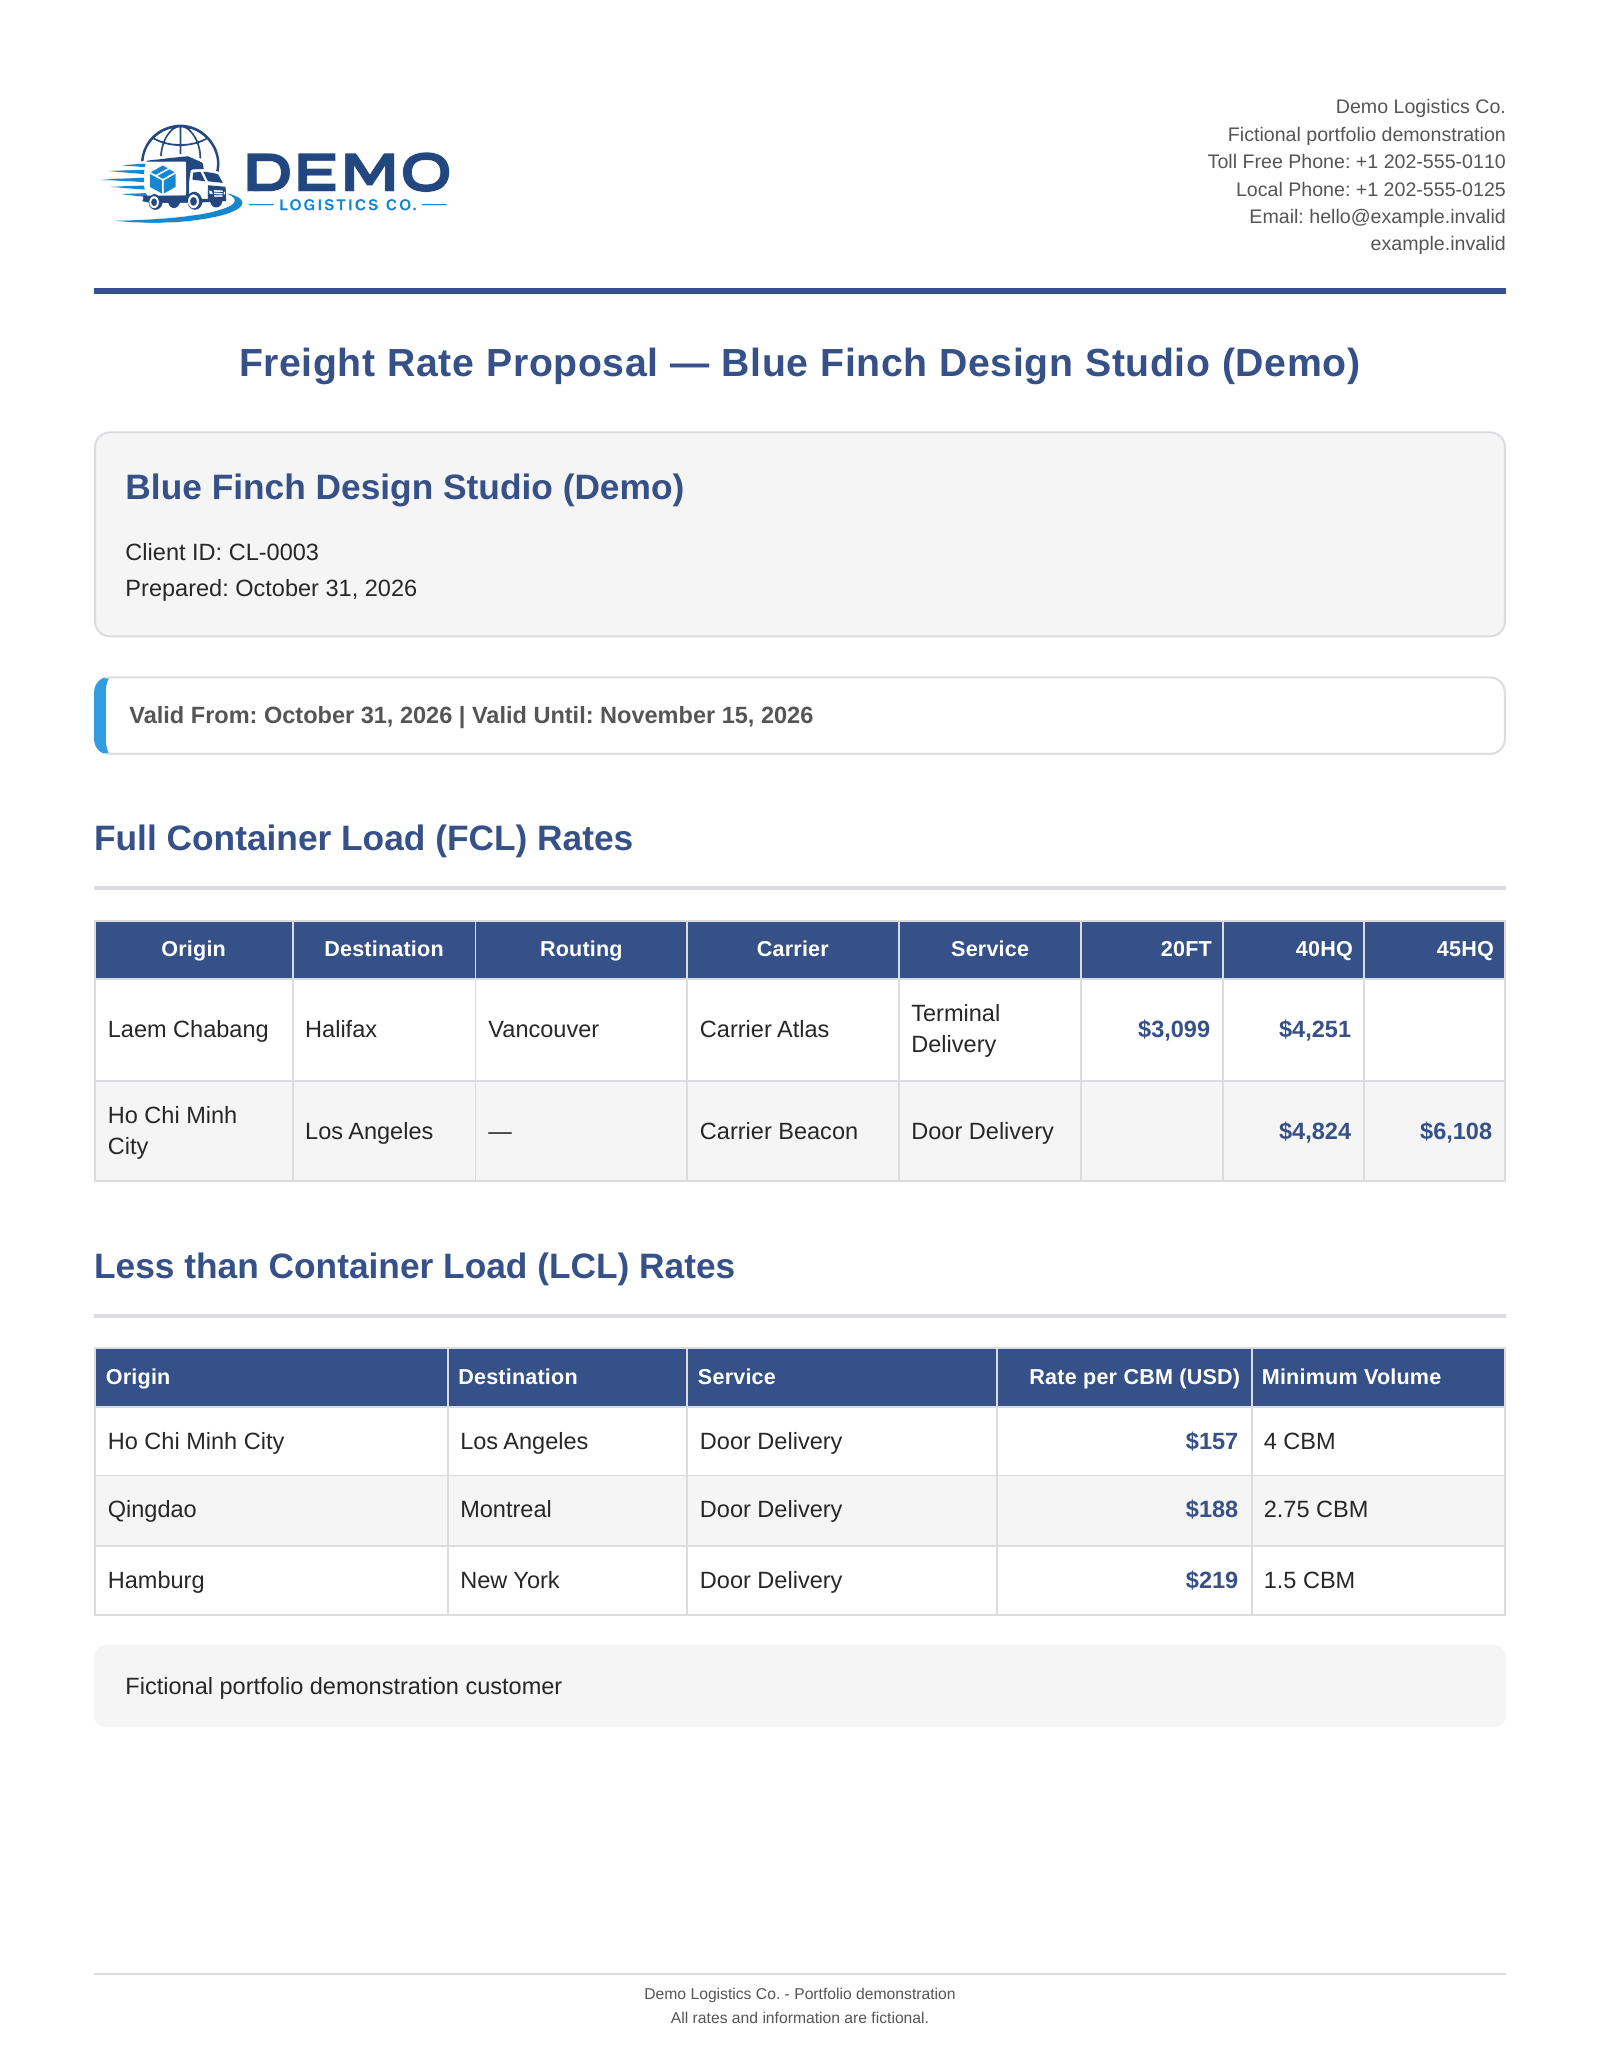 DEMO
LOGISTICS CO.
Demo Logistics Co.
Fictional portfolio demonstration
Toll Free Phone: +1 202-555-0110
Local Phone: +1 202-555-0125
Email: hello@example.invalid
example.invalid
Freight Rate Proposal — Blue Finch Design Studio (Demo)
Blue Finch Design Studio (Demo)
Client ID: CL-0003
Prepared: October 31, 2026
Valid From: October 31, 2026 | Valid Until: November 15, 2026
Full Container Load (FCL) Rates
Origin Destination Routing Carrier Service 20FT 40HQ 45HQ
Laem Chabang Halifax Vancouver Carrier Atlas Terminal Delivery $3,099 $4,251
Ho Chi Minh City Los Angeles — Carrier Beacon Door Delivery $4,824 $6,108
Less than Container Load (LCL) Rates
Origin Destination Service Rate per CBM (USD) Minimum Volume
Ho Chi Minh City Los Angeles Door Delivery $157 4 CBM
Qingdao Montreal Door Delivery $188 2.75 CBM
Hamburg New York Door Delivery $219 1.5 CBM
Fictional portfolio demonstration customer
Demo Logistics Co. - Portfolio demonstration
All rates and information are fictional.